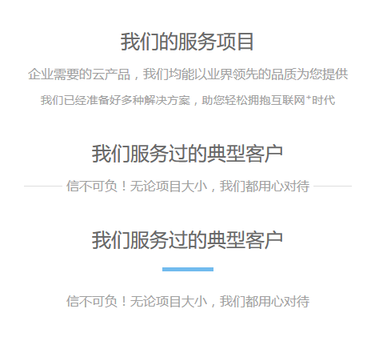 我们的服务项目
企业需要的云产品，我们均能以业界领先的品质为您提供
我们已经准备好多种解决方案，助您轻松拥抱互联网⁺时代
我们服务过的典型客户
信不可负！无论项目大小，我们都用心对待
我们服务过的典型客户
信不可负！无论项目大小，我们都用心对待